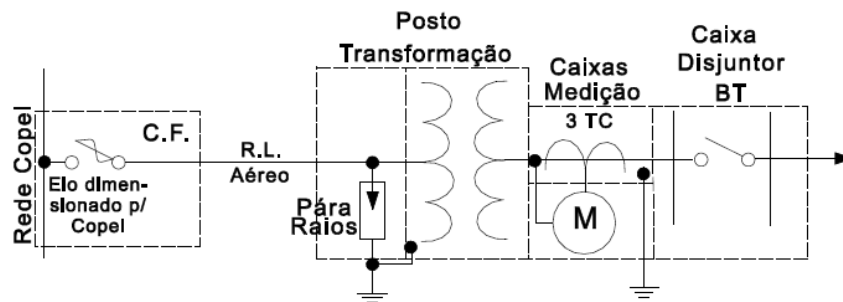 Rede Copel
C.F.
Elo dimen-
sionado p/
Copel
R.L.
Aéreo
Posto
Transformação
Pára
Raios
Caixas
Medição
3 TC
M
Caixa
Disjuntor
BT